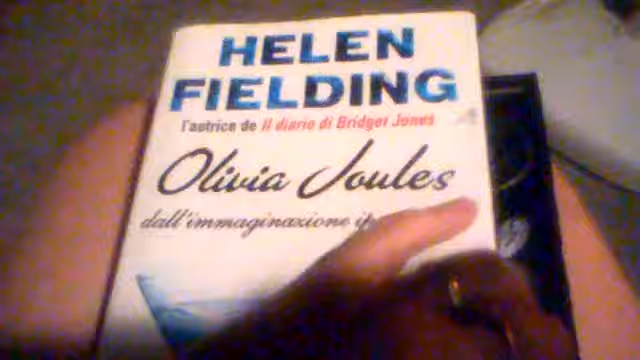 HELEN
FIELDING
l'autrice de Il diario di Bridget Jones
Olivia Joules
dall'immaginazione